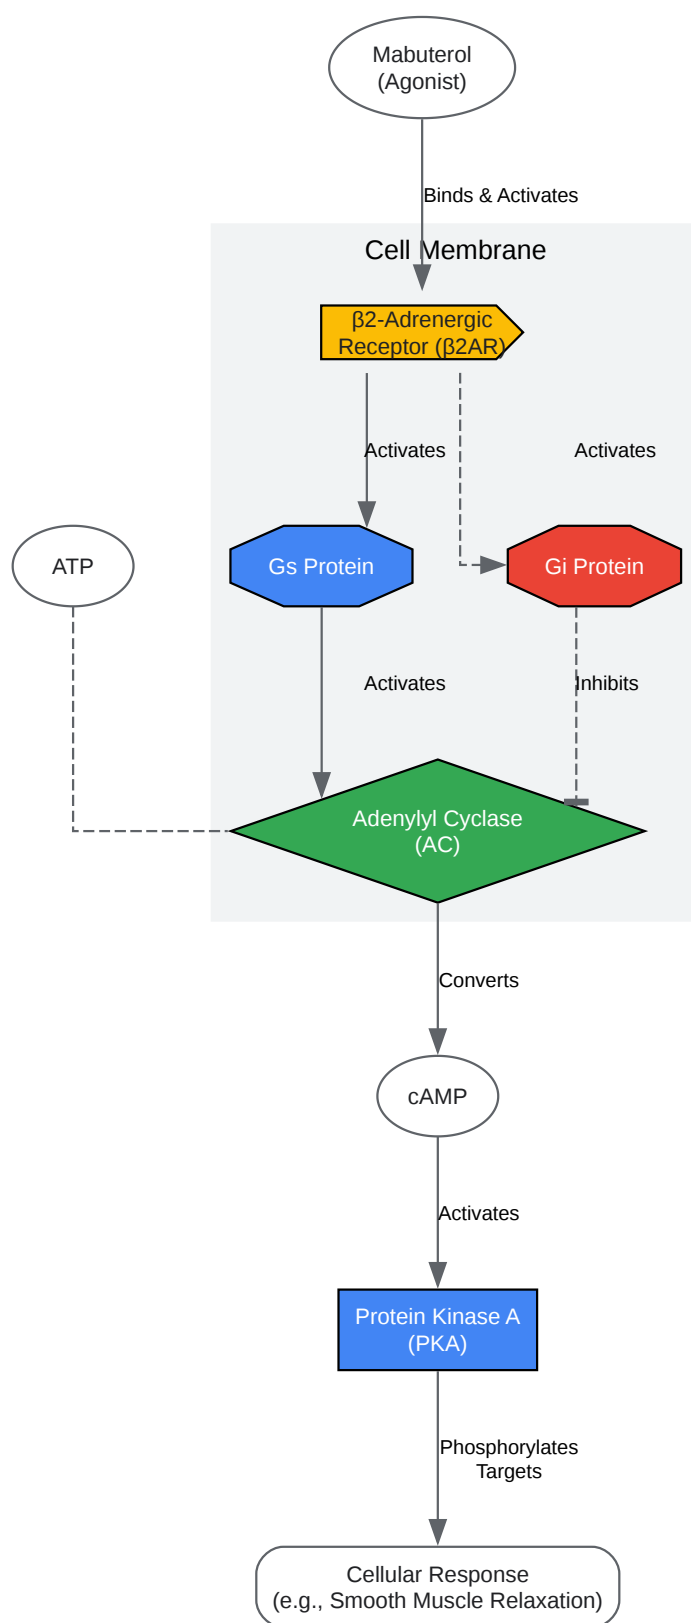 Mabuterol
(Agonist)
Binds & Activates
Cell Membrane
β2-Adrenergic
Receptor (β2AR)
Activates
Activates
ATP
Gs Protein
Gi Protein
Activates
Inhibits
Adenylyl Cyclase
(AC)
Converts
cAMP
Activates
Protein Kinase A
(PKA)
Phosphorylates
Targets
Cellular Response
(e.g., Smooth Muscle Relaxation)